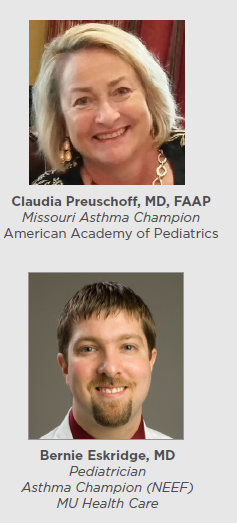 Claudia Preuschoff, MD, FAAP
Missouri Asthma Champion
American Academy of Pediatrics
Bernie Eskridge, MD
Pediatrician
Asthma Champion (NEEF)
MU Health Care